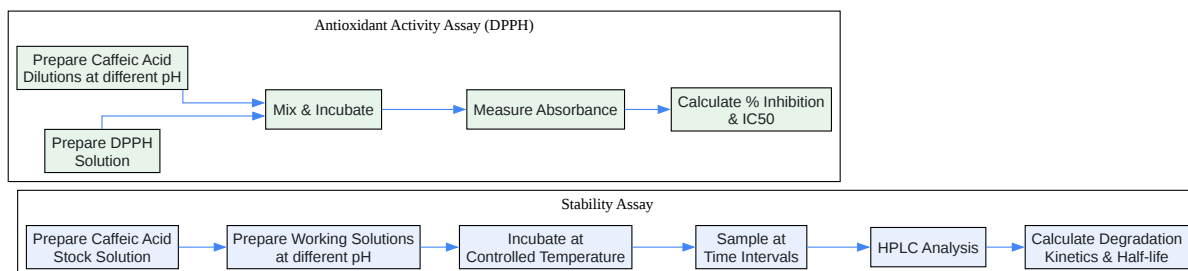 Antioxidant Activity Assay (DPPH)
Prepare Caffeic Acid
Dilutions at different pH
Prepare DPPH
Solution
Mix & Incubate
Measure Absorbance
Calculate % Inhibition
& IC50
Stability Assay
Prepare Caffeic Acid
Stock Solution
Prepare Working Solutions
at different pH
Incubate at
Controlled Temperature
Sample at
Time Intervals
HPLC Analysis
Calculate Degradation
Kinetics & Half-life